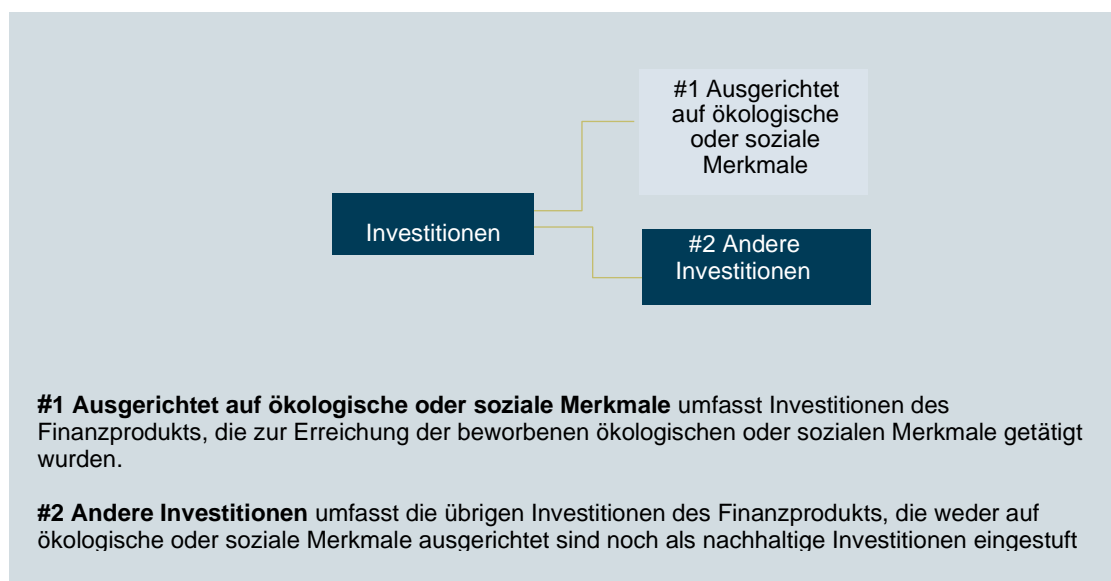 #1 Ausgerichtet
auf ökologische
oder soziale
Merkmale
Investitionen
#2 Andere
Investitionen
#1 Ausgerichtet auf ökologische oder soziale Merkmale umfasst Investitionen des
Finanzprodukts, die zur Erreichung der beworbenen ökologischen oder sozialen Merkmale getätigt
wurden.
#2 Andere Investitionen umfasst die übrigen Investitionen des Finanzprodukts, die weder auf
ökologische oder soziale Merkmale ausgerichtet sind noch als nachhaltige Investitionen eingestuft